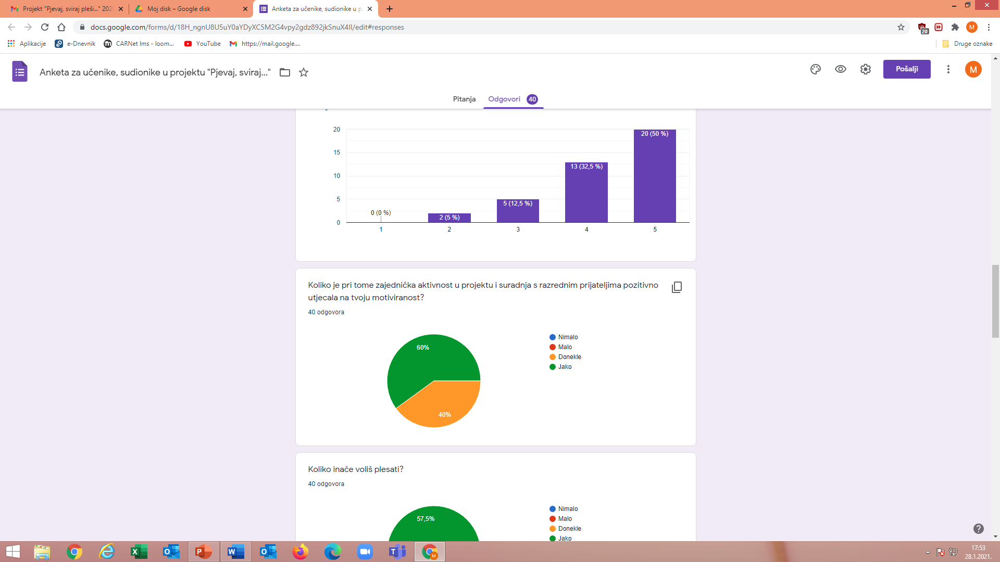 Projekt "Pjevaj, sviraj pleši..." 202
Moj disk – Google disk
Anketa za učenike, sudionike u p
docs.google.com/forms/d/18H_ngnU8U5uY0aYDyXC5M2G4vpy2gdz892jkSnuX4lI/edit#responses
20
M
Aplikacije
e-Dnevnik
CARNet lms - loom...
YouTube
https://mail.google....
Druge oznake
Anketa za učenike, sudionike u projektu "Pjevaj, sviraj..."
Pošalji
M
Pitanja
Odgovori 40
20
15
10
5
0
0 (0 %)
2 (5 %)
5 (12,5 %)
13 (32,5 %)
20 (50 %)
1 2 3 4 5
Koliko je pri tome zajednička aktivnost u projektu i suradnja s razrednim prijateljima pozitivno
utjecala na tvoju motiviranost?
40 odgovora
60%
40%
Nimalo
Malo
Donekle
Jako
Koliko inače voliš plesati?
40 odgovora
57,5%
Nimalo
Malo
Donekle
Jako
17:53
28.1.2021.